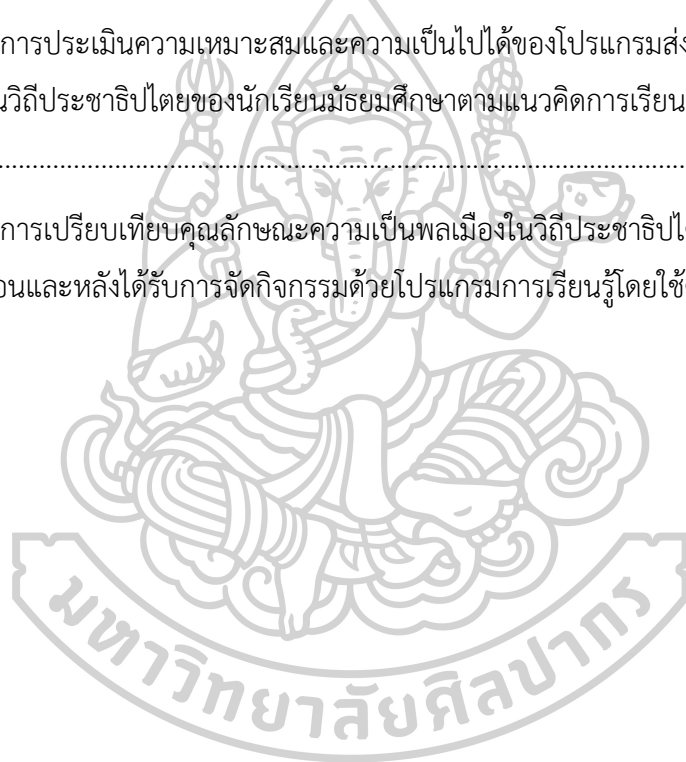 การประเมินความเหมาะสมและความเป็นไปได้ของโปรแกรมส่ง
นวิถีประชาธิปไตยของนักเรียนมัธยมศึกษาตามแนวคิดการเรียน
....................................................................................................
การเปรียบเทียบคุณลักษณะความเป็นพลเมืองในวิถีประชาธิปไ
อนและหลังได้รับการจัดกิจกรรมด้วยโปรแกรมการเรียนรู้โดยใช้
มหาวิทยาลัยศิลปากร